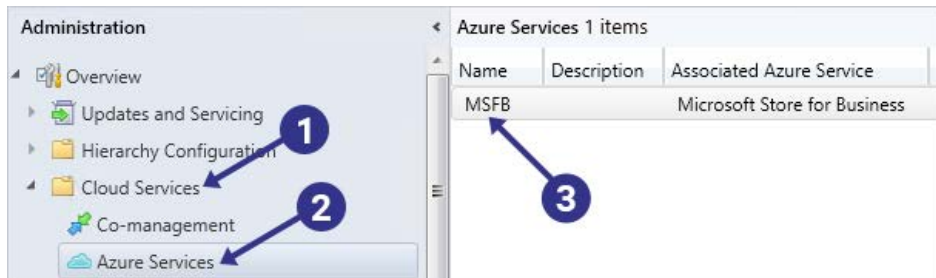 Administration
Overview
Updates and Servicing
1
Hierarchy Configuration
Cloud Services
2
Co-management
Azure Services
Azure Services 1 items
Name Description Associated Azure Service
MSFB Microsoft Store for Business
3